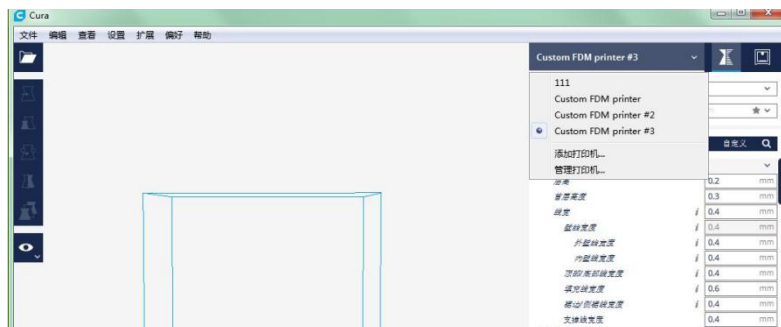 Cura
文件 编辑 查看 设置 扩展 偏好 帮助
Custom FDM printer #3
111
Custom FDM printer
Custom FDM printer #2
Custom FDM printer #3
添加打印机...
管理打印机...
自定义
层高 0.2 mm
首层高度 0.3 mm
线宽 i 0.4 mm
壁线宽度 i 0.4 mm
外壁线宽度 i 0.4 mm
内壁线宽度 i 0.4 mm
顶部/底部线宽度 i 0.4 mm
填充线宽度 i 0.6 mm
裙边/侧裙线宽度 i 0.4 mm
支撑线宽度 0.4 mm